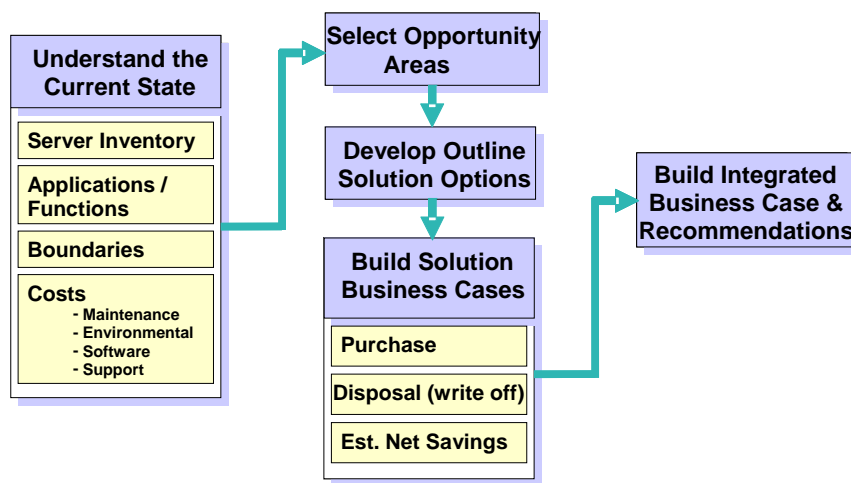 Understand the
Current State
Server Inventory
Applications /
Functions
Boundaries
Costs
- Maintenance
- Environmental
- Software
- Support
Select Opportunity
Areas
Develop Outline
Solution Options
Build Solution
Business Cases
Purchase
Disposal (write off)
Est. Net Savings
Build Integrated
Business Case &
Recommendations